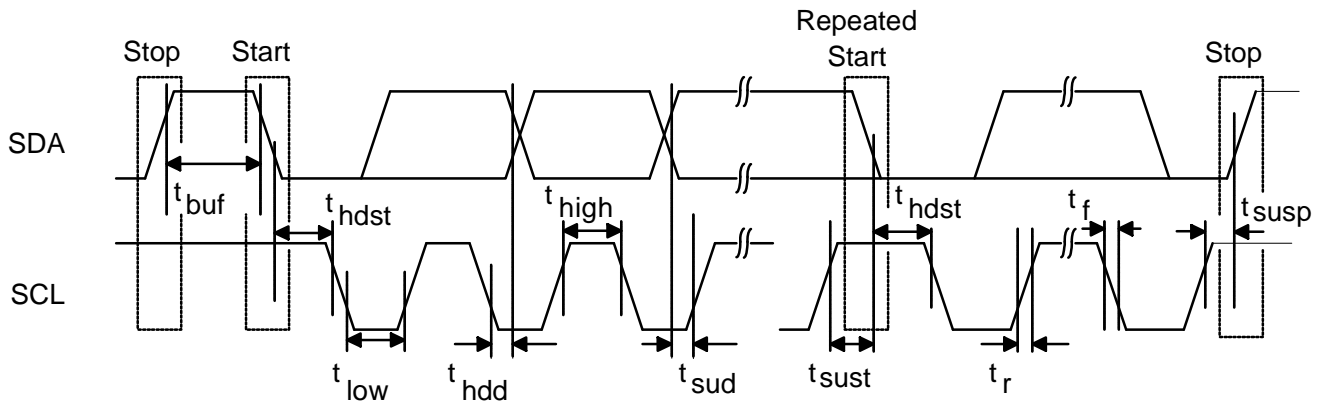 Repeated
Stop Start Start Stop
SDA
t buf
t hdst
t high
t hdst
t f
t susp
SCL
t low
t hdd
t sud
t sust
t r